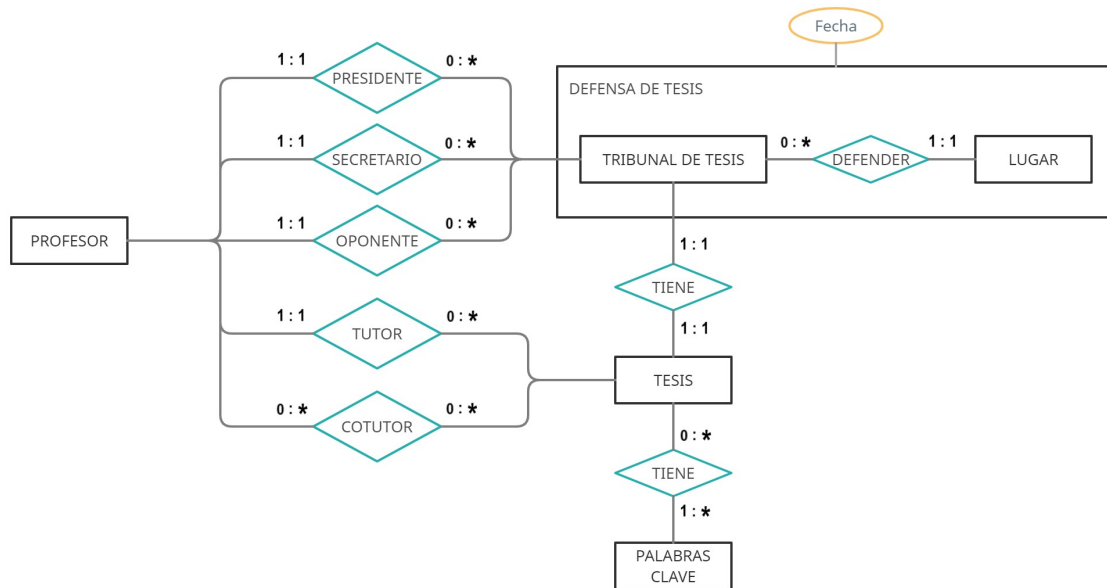 Fecha
DEFENSA DE TESIS
1 : 1
PRESIDENTE
0 : *
1 : 1
SECRETARIO
0 : *
TRIBUNAL DE TESIS
0 : *
DEFENDER
1 : 1
LUGAR
PROFESOR
1 : 1
OPONENTE
0 : *
1 : 1
TIENE
1 : 1
1 : 1
TUTOR
0 : *
TESIS
0 : *
COTUTOR
0 : *
0 : *
TIENE
1 : *
PALABRAS
CLAVE